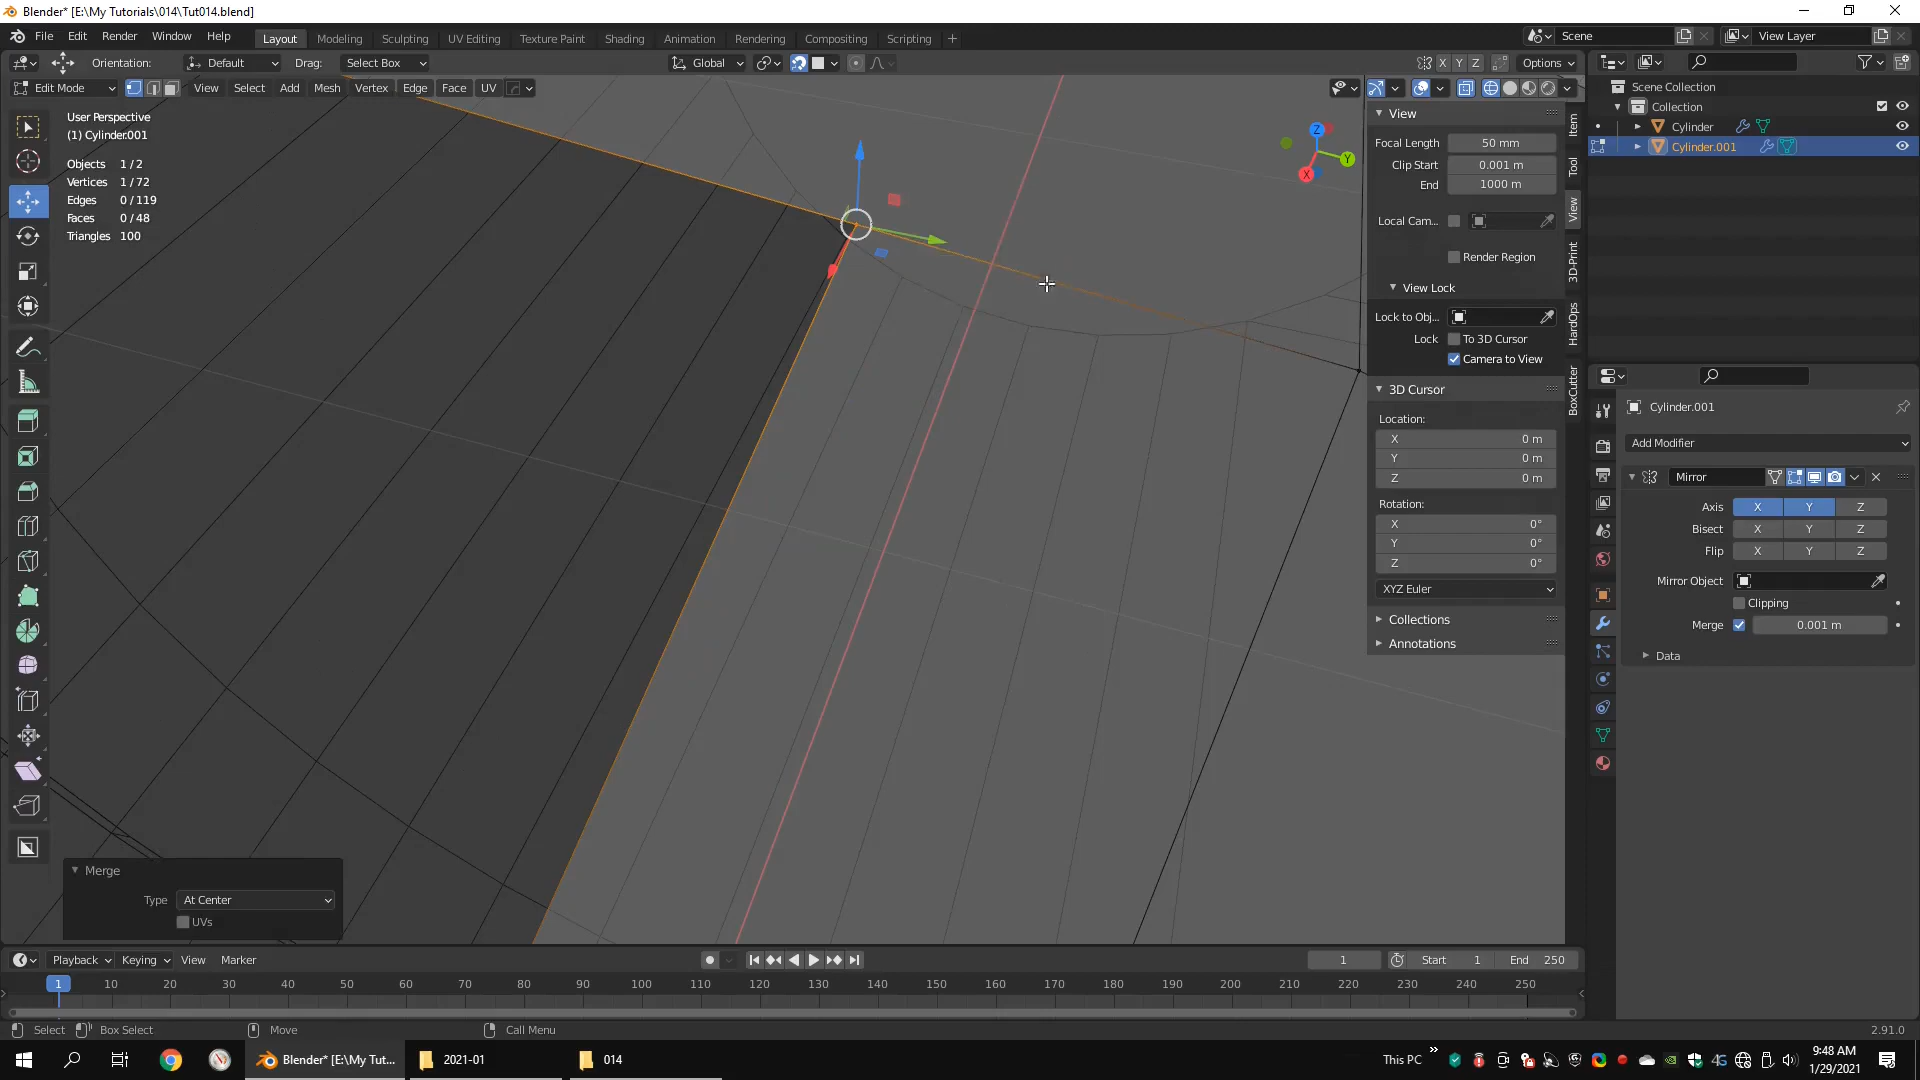 Blender* [E:\My Tutorials\014\Tut014.blend]
File Edit Render Window Help Layout Modeling Sculpting UV Editing Texture Paint Shading Animation Rendering Compositing Scripting + Scene View Layer
Orientation: Default Drag: Select Box Global X Y Z Options
Edit Mode View Select Add Mesh Vertex Edge Face UV
User Perspective
(1) Cylinder.001
Objects 1 / 2
Vertices 1 / 72
Edges 0 / 119
Faces 0 / 48
Triangles 100
Z
Y
X
View
Focal Length 50 mm
Clip Start 0.001 m
End 1000 m
Local Cam...
Render Region
View Lock
Lock to Obj...
Lock To 3D Cursor
Camera to View
3D Cursor
Location:
X 0 m
Y 0 m
Z 0 m
Rotation:
X 0°
Y 0°
Z 0°
XYZ Euler
Collections
Annotations
Item
Tool
View
3D-Print
HardOps
BoxCutter
Scene Collection
Collection
Cylinder
Cylinder.001
Cylinder.001
Add Modifier
Mirror
Axis X Y Z
Bisect X Y Z
Flip X Y Z
Mirror Object
Clipping
Merge 0.001 m
Data
Merge
Type At Center
UVs
Playback Keying View Marker 1 Start 1 End 250
1 10 20 30 40 50 60 70 80 90 100 110 120 130 140 150 160 170 180 190 200 210 220 230 240 250
Select Box Select Move Call Menu 2.91.0
Blender* [E:\My Tut... 2021-01 014 This PC » 4G 9:48 AM
1/29/2021